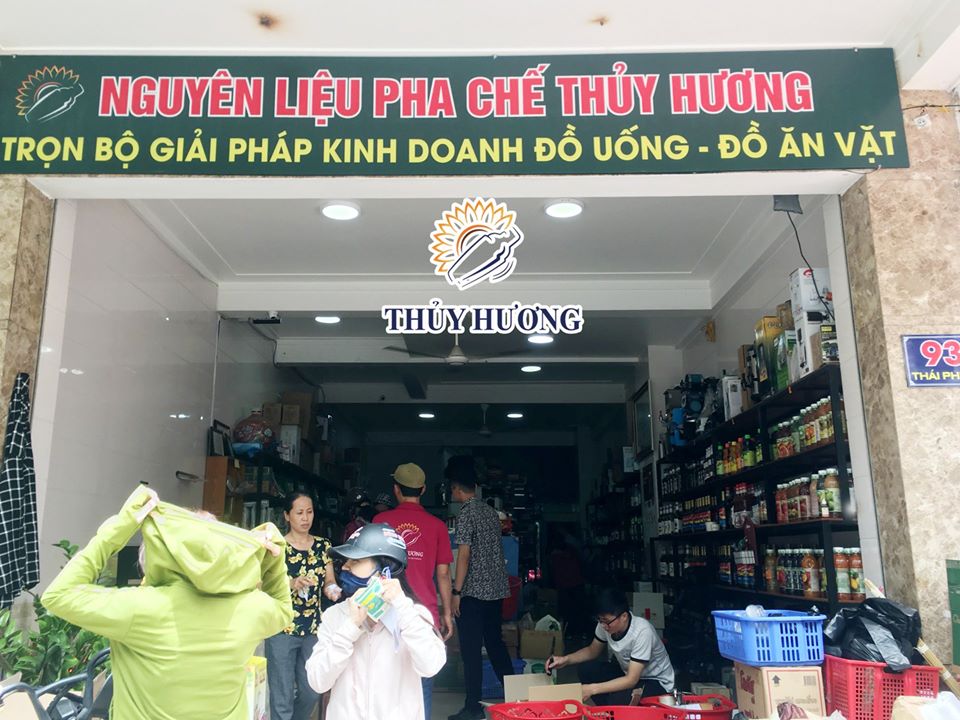 NGUYÊN LIỆU PHA CHẾ THỦY HƯƠNG
TRỌN BỘ GIẢI PHÁP KINH DOANH ĐỒ UỐNG - ĐỒ ĂN VẶT
THỦY HƯƠNG
93
THÁI
HƯƠNG